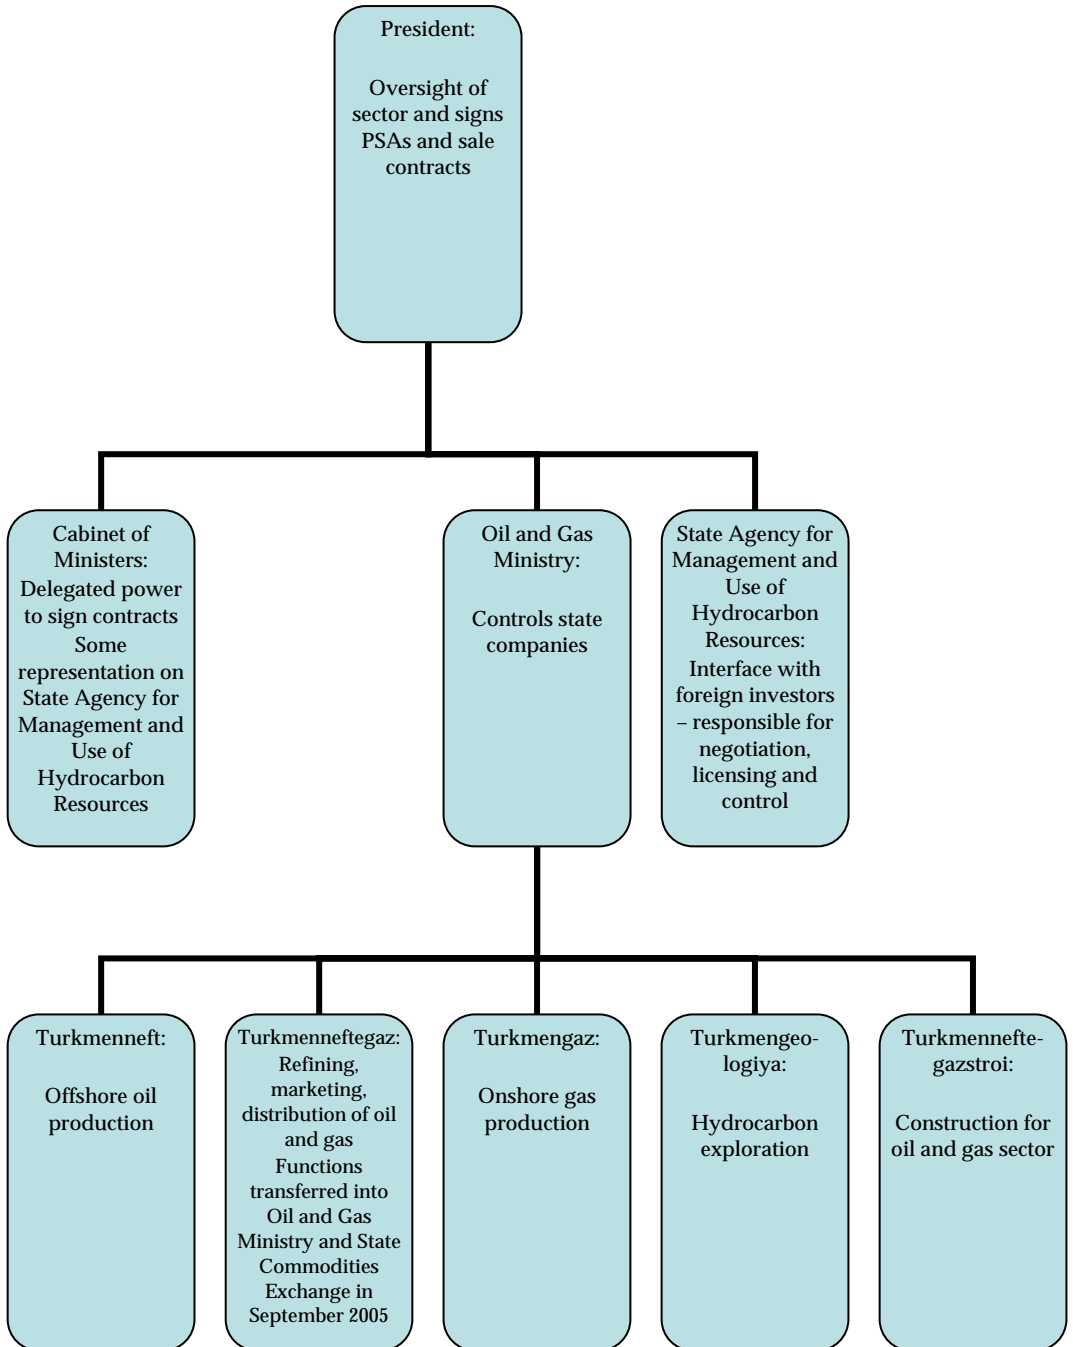 President:
Oversight of
sector and signs
PSAs and sale
contracts
Cabinet of
Ministers:
Delegated power
to sign contracts
Some
representation on
State Agency for
Management and
Use of
Hydrocarbon
Resources
Oil and Gas
Ministry:
Controls state
companies
State Agency for
Management and
Use of
Hydrocarbon
Resources:
Interface with
foreign investors
– responsible for
negotiation,
licensing and
control
Turkmenneft:
Offshore oil
production
Turkmenneftegaz:
Refining,
marketing,
distribution of oil
and gas
Functions
transferred into
Oil and Gas
Ministry and State
Commodities
Exchange in
September 2005
Turkmengaz:
Onshore gas
production
Turkmengeo-
logiya:
Hydrocarbon
exploration
Turkmennefte-
gazstroi:
Construction for
oil and gas sector